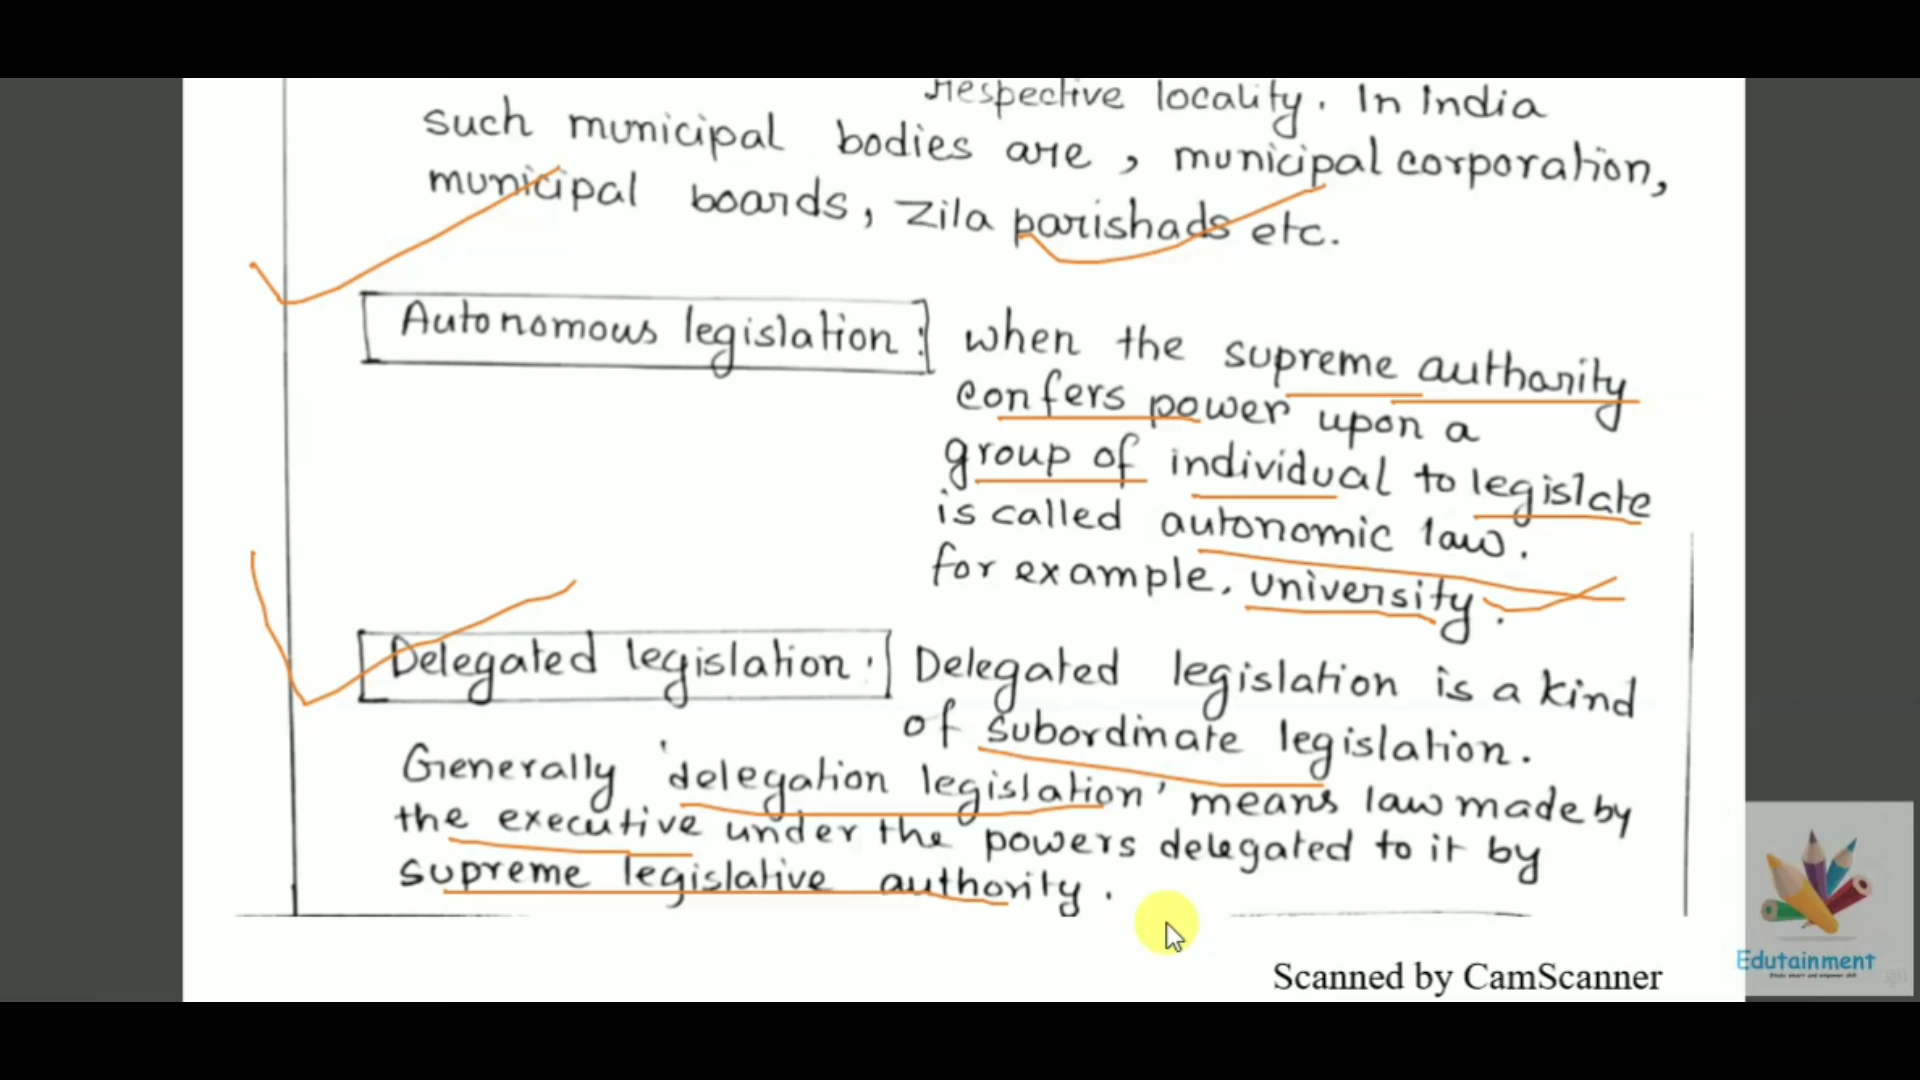 respective locality. In India
such municipal bodies are, municipal corporation,
municipal boards, zila parishads etc.
Autonomous legislation: when the supreme autharity
confers power upon a
group of individual to legislate
is called autonomic law.
for example, university.
Delegated legislation: Delegated legislation is a kind
of subordinate legislation.
Generally 'delegation legislation' means law made by
the executive under the powers delegated to it by
supreme legislative authority.
Scanned by CamScanner
Edutainment